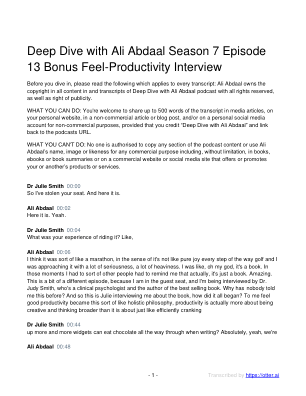 Deep Dive with Ali Abdaal Season 7 Episode
13 Bonus Feel-Productivity Interview
Before you dive in, please read the following which applies to every transcript: Ali Abdaal owns the
copyright in all content in and transcripts of Deep Dive with Ali Abdaal podcast with all rights reserved,
as well as right of publicity.
WHAT YOU CAN DO: You're welcome to share up to 500 words of the transcript in media articles, on
your personal website, in a non-commercial article or blog post, and/or on a personal social media
account for non-commercial purposes, provided that you credit "Deep Dive with Ali Abdaal" and link
back to the podcasts URL.
WHAT YOU CAN'T DO: No one is authorised to copy any section of the podcast content or use Ali
Abdaal's name, image or likeness for any commercial purpose including, without limitation, in books,
ebooks or book summaries or on a commercial website or social media site that offers or promotes
your or another's products or services.
Dr Julie Smith 00:00
So I've stolen your seat. And here it is.
Ali Abdaal 00:02
Here it is. Yeah.
Dr Julie Smith 00:04
What was your experience of riding it? Like,
Ali Abdaal 00:06
I think it was sort of like a marathon, in the sense of it's not like pure joy every step of the way golf and I
was approaching it with a lot of seriousness, a lot of heaviness. I was like, oh my god, it's a book. In
those moments I had to sort of other people had to remind me that actually, it's just a book. Amazing.
This is a bit of a different episode, because I am in the guest seat, and I'm being interviewed by Dr.
Judy Smith, who's a clinical psychologist and the author of the best selling book. Why has nobody told
me this before? And so this is Julie interviewing me about the book, how did it all began? To me feel
good productivity became this sort of like holistic philosophy, productivity is actually more about being
creative and thinking broader than it is about just like efficiently cranking
Dr Julie Smith 00:44
up more and more widgets can eat chocolate all the way through when writing? Absolutely, yeah, we're
Ali Abdaal 00:48
- 1 -
Transcribed by https://otter.ai